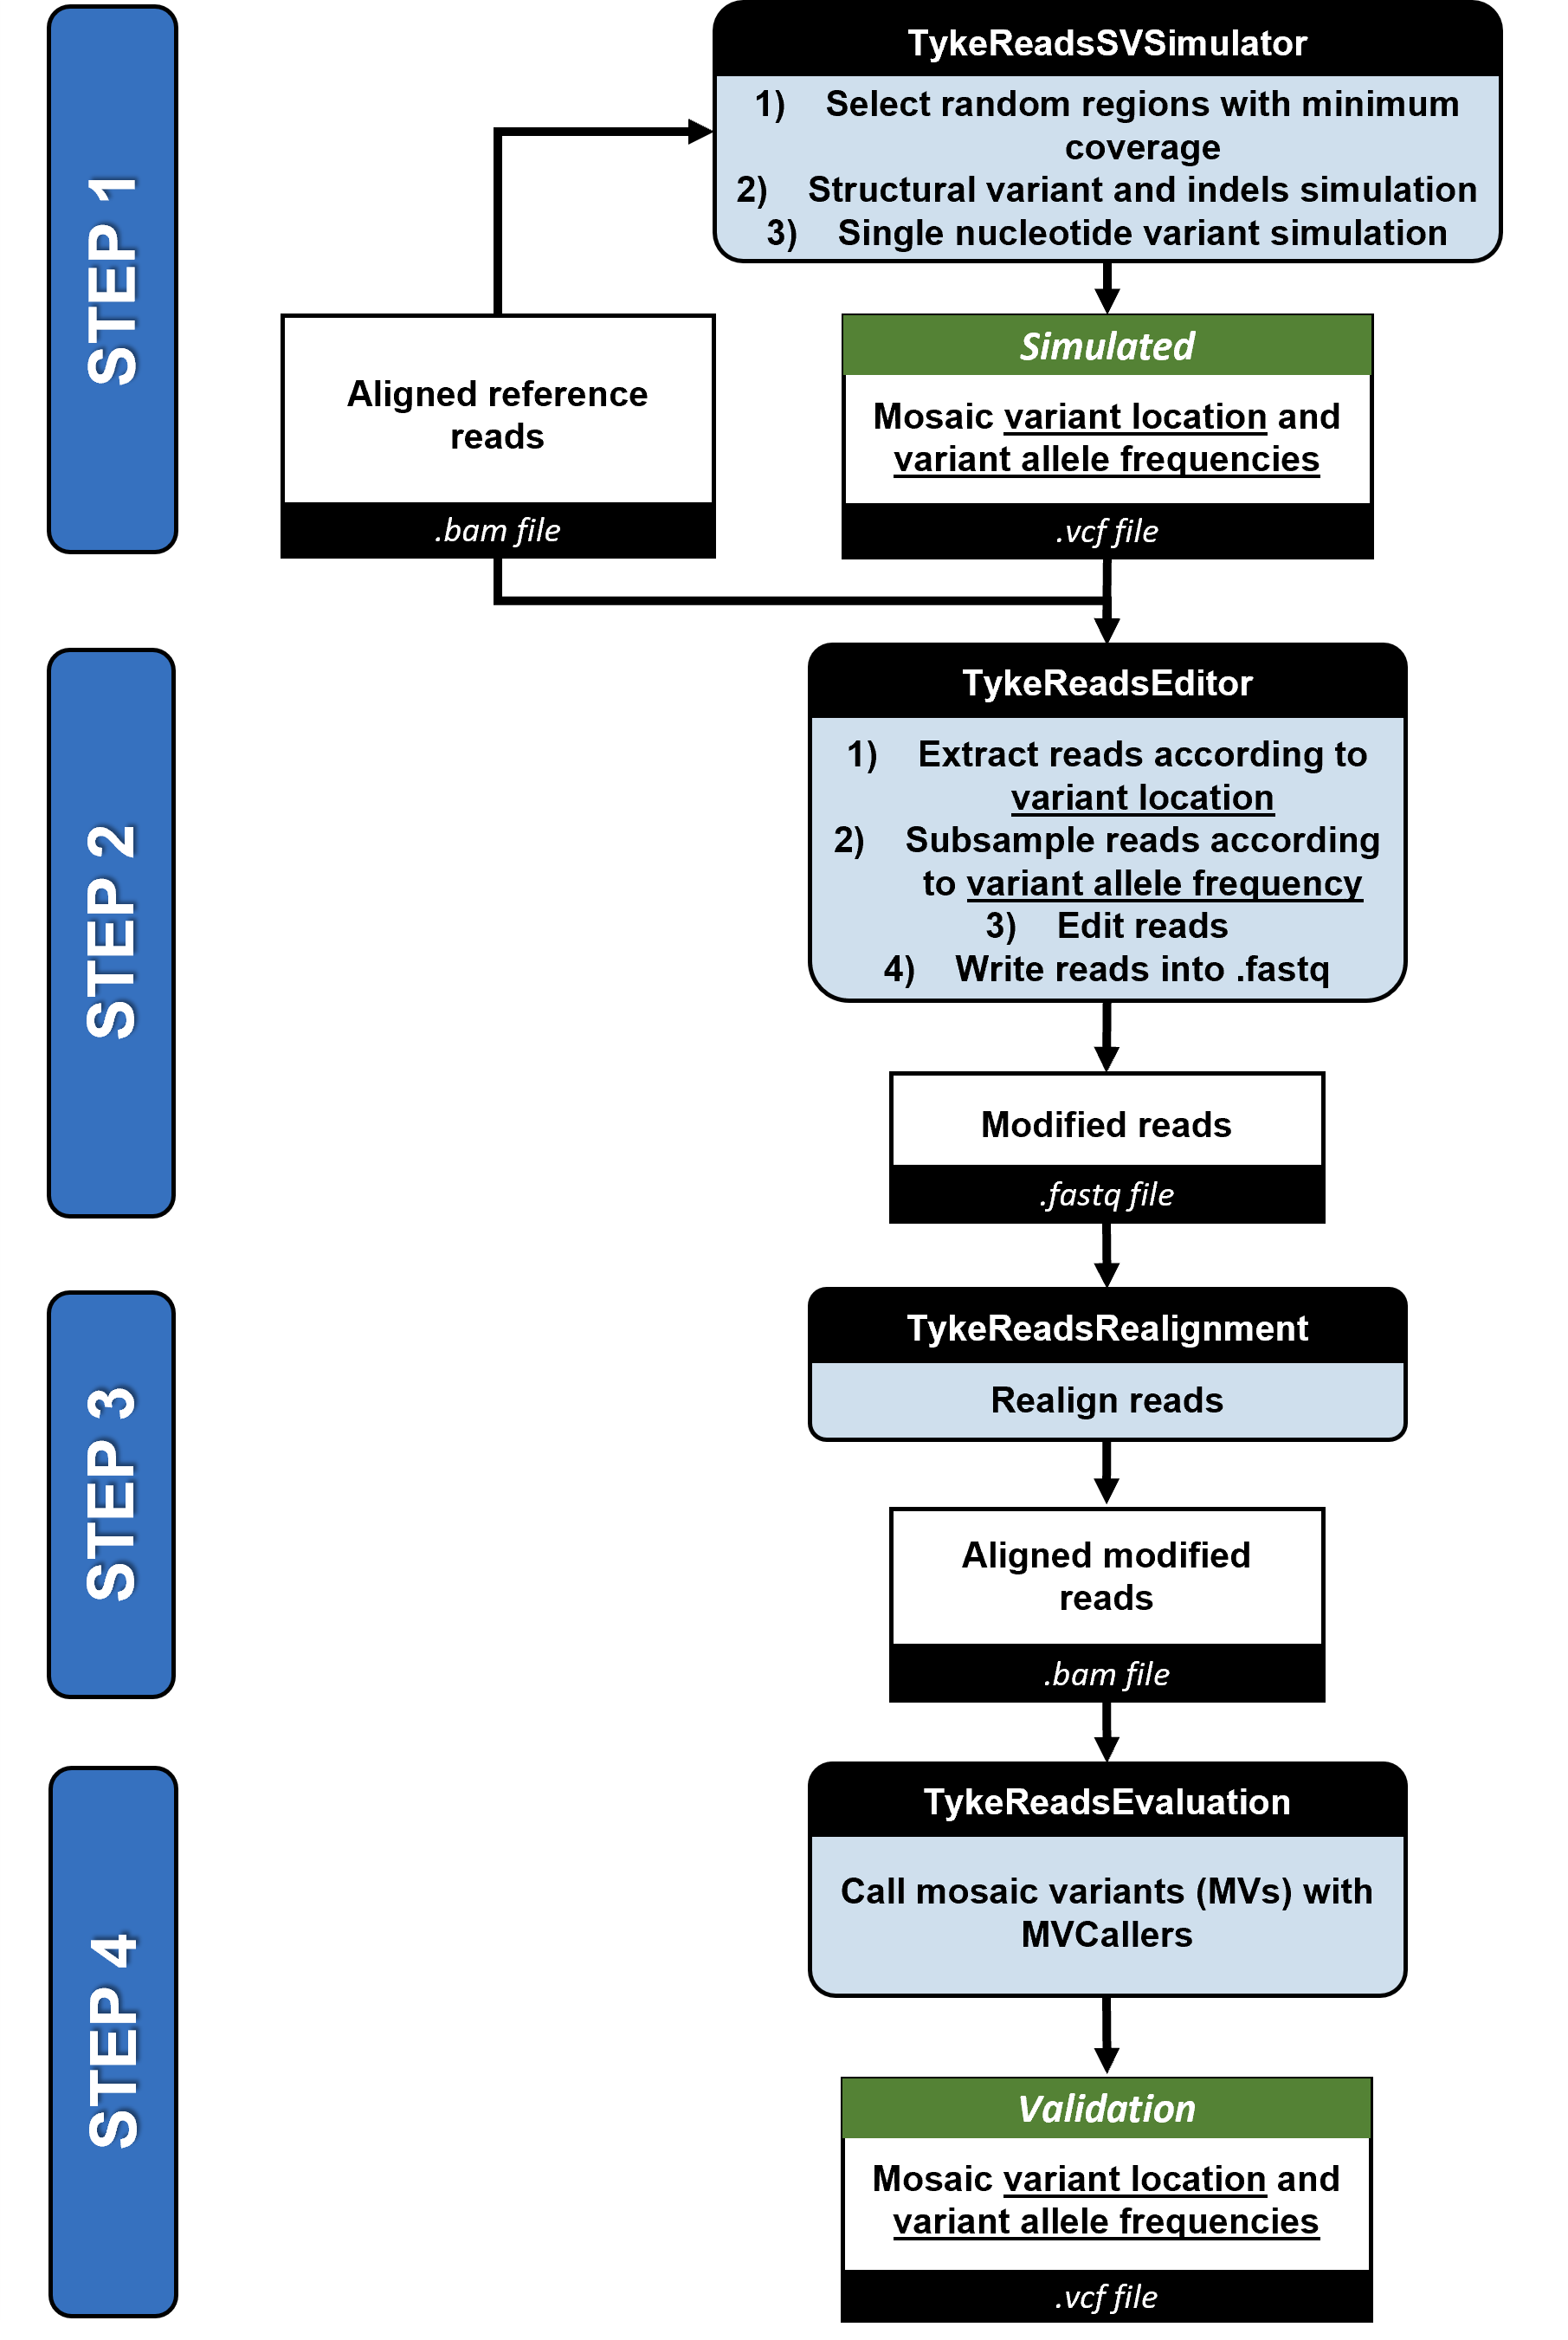 STEP 1
TykeReadsSVSimulator
1) Select random regions with minimum
coverage
2) Structural variant and indels simulation
3) Single nucleotide variant simulation
Aligned reference
reads
.bam file
Simulated
Mosaic variant location and
variant allele frequencies
.vcf file
STEP 2
TykeReadsEditor
1) Extract reads according to
variant location
2) Subsample reads according
to variant allele frequency
3) Edit reads
4) Write reads into .fastq
Modified reads
.fastq file
STEP 3
TykeReadsRealignment
Realign reads
Aligned modified
reads
.bam file
STEP 4
TykeReadsEvaluation
Call mosaic variants (MVs) with
MVCallers
Validation
Mosaic variant location and
variant allele frequencies
.vcf file